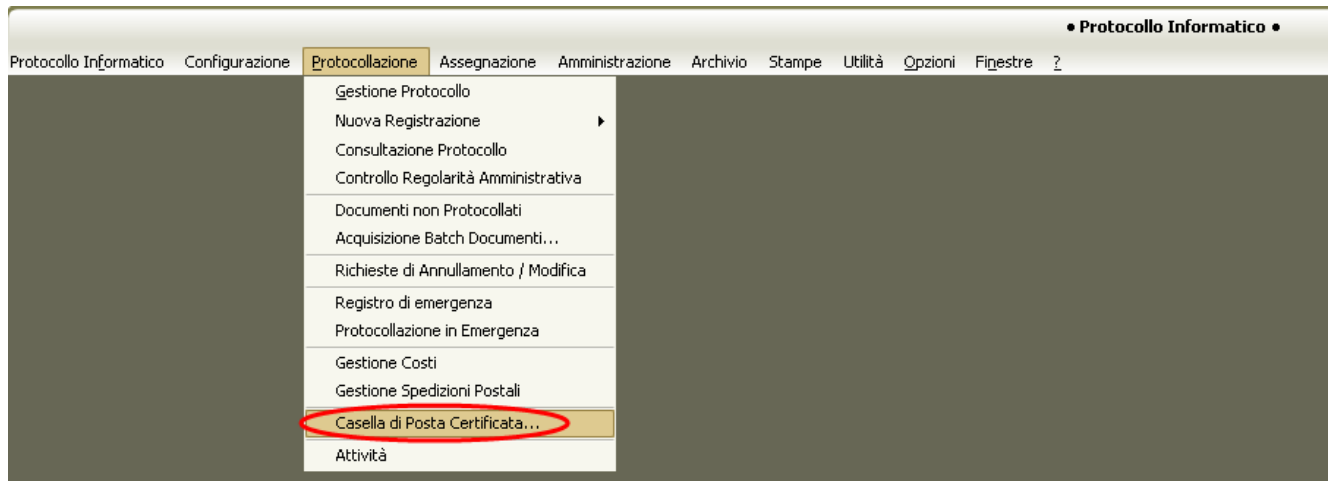 • Protocollo Informatico •
Protocollo Informatico Configurazione Protocollazione Assegnazione Amministrazione Archivio Stampe Utilità Opzioni Finestre ?
Gestione Protocollo
Nuova Registrazione
Consultazione Protocollo
Controllo Regolarità Amministrativa
Documenti non Protocollati
Acquisizione Batch Documenti...
Richieste di Annullamento / Modifica
Registro di emergenza
Protocollazione in Emergenza
Gestione Costi
Gestione Spedizioni Postali
Casella di Posta Certificata...
Attività